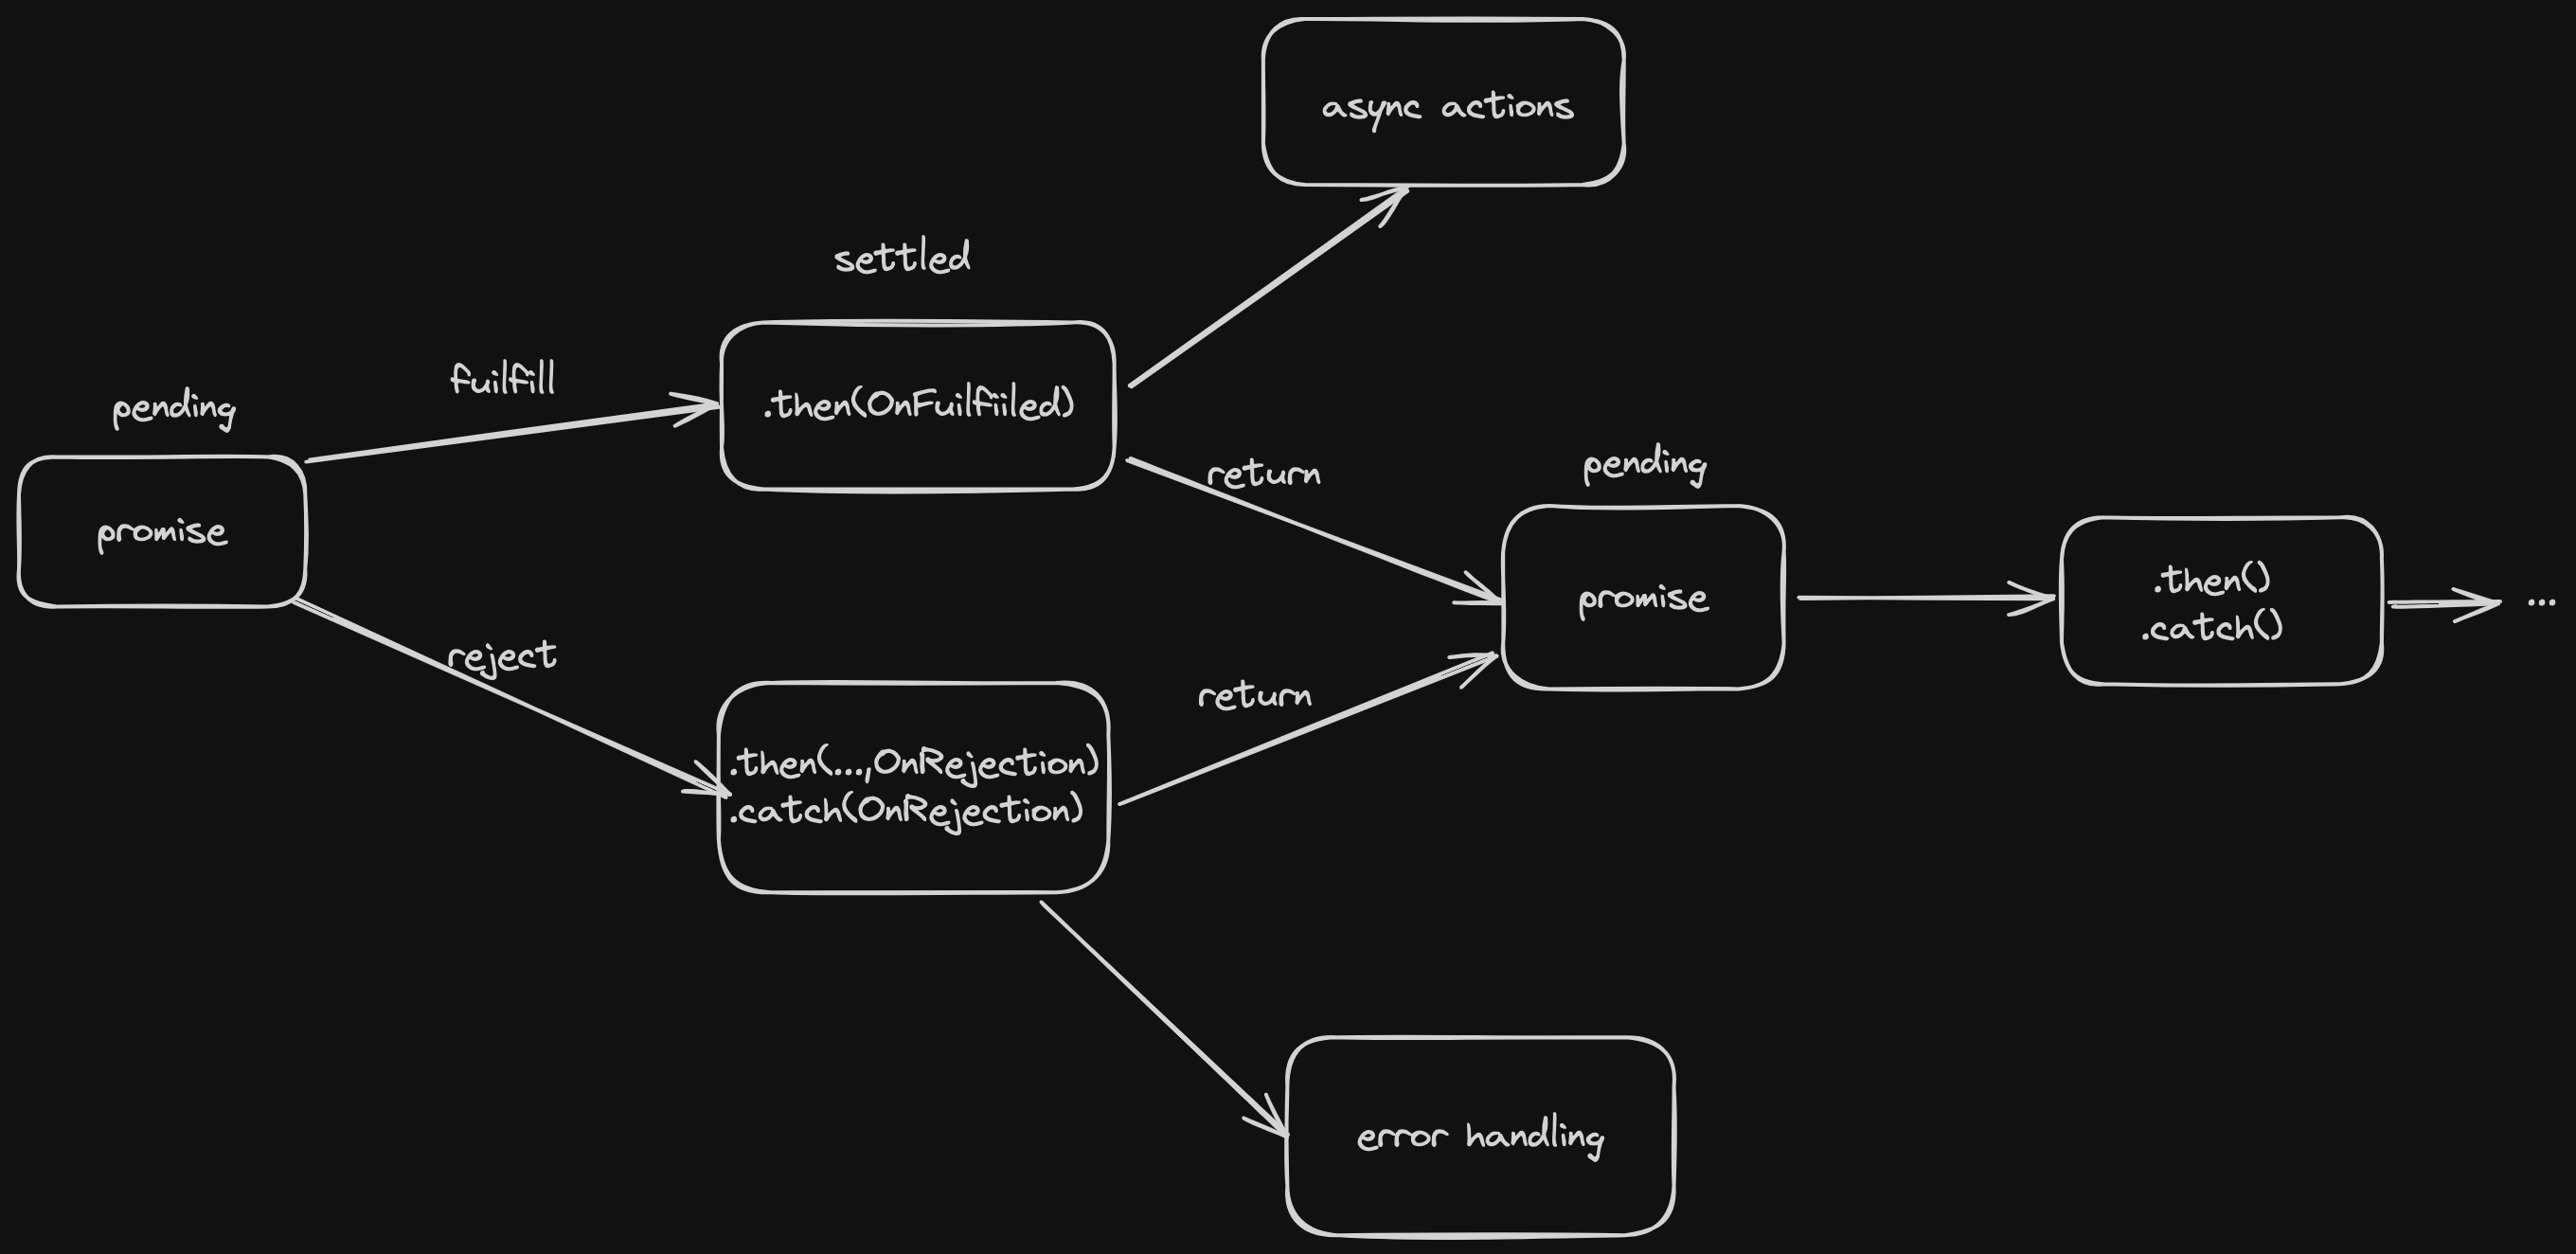 async actions
settled
fuilfill
pending
.then(OnFuilfiiled)
return
pending
promise
promise
.then()
.catch()
...
reject
return
.then(...,OnRejection)
.catch(OnRejection)
error handling